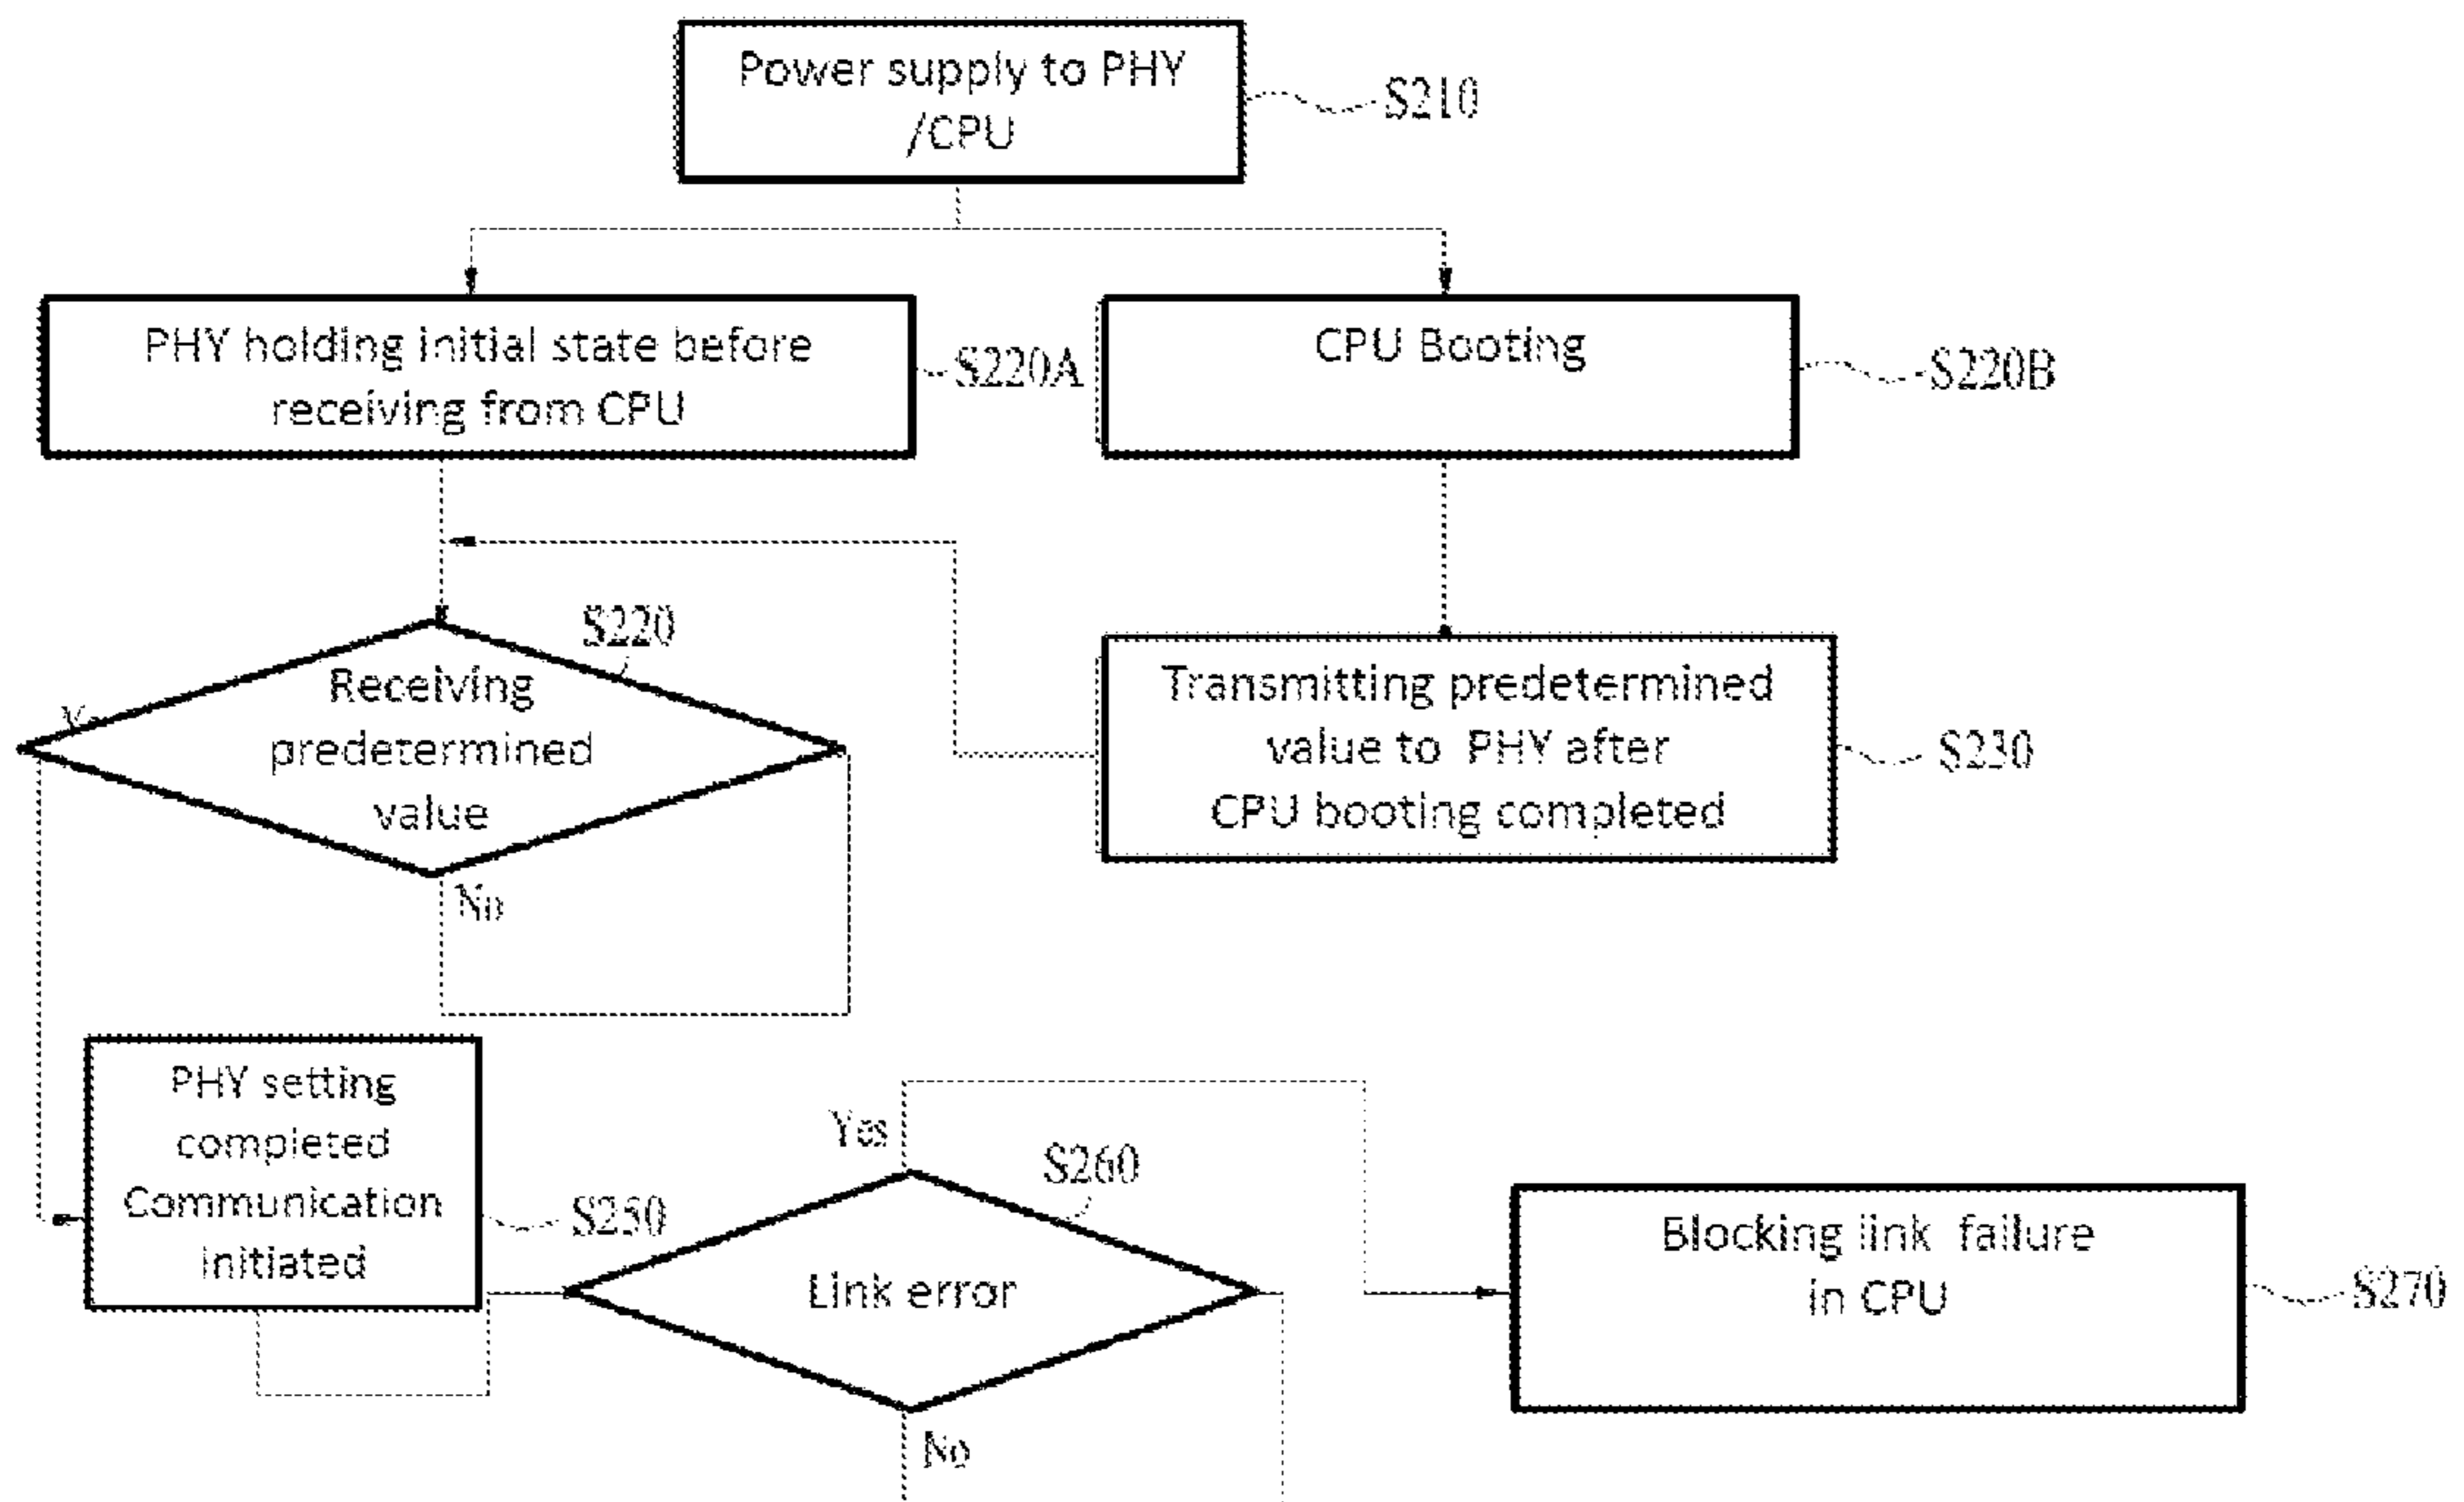 Power supply to PHY
/CPU
S210
PHY holding initial state before
receiving from CPU
S220A
CPU Booting
S220B
S220
Receiving
predetermined
value
No
Transmitting predetermined
value to PHY after
CPU booting completed
S230
PHY setting
completed
Communication
initiated
S250
Yes
S260
Link error
No
Blocking link failure
in CPU
S270